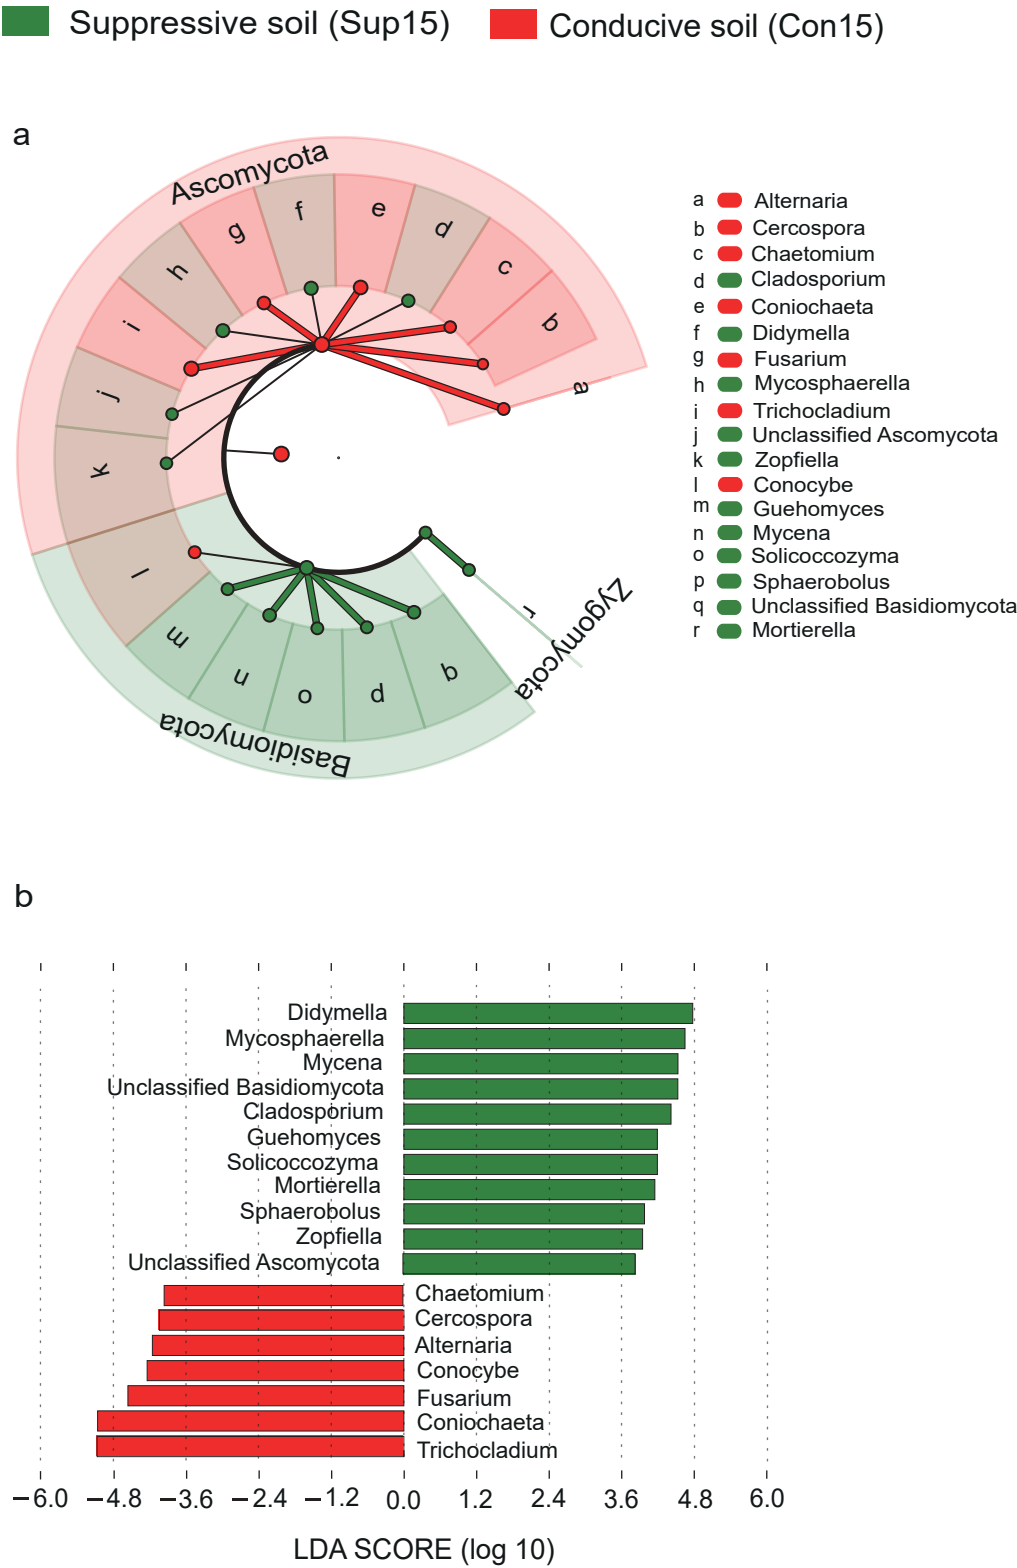 Suppressive soil (Sup15)
Conducive soil (Con15)
a
Ascomycota
a
b
c
d
e
f
g
h
i
j
k
l
m
n
o
p
q
r
Basidiomycota
Zygomycota
a Alternaria
b Cercospora
c Chaetomium
d Cladosporium
e Coniochaeta
f Didymella
g Fusarium
h Mycosphaerella
i Trichocladium
j Unclassified Ascomycota
k Zopfiella
l Conocybe
m Guehomyces
n Mycena
o Solicoccozyma
p Sphaerobolus
q Unclassified Basidiomycota
r Mortierella
b
Didymella
Mycosphaerella
Mycena
Unclassified Basidiomycota
Cladosporium
Guehomyces
Solicoccozyma
Mortierella
Sphaerobolus
Zopfiella
Unclassified Ascomycota
Chaetomium
Cercospora
Alternaria
Conocybe
Fusarium
Coniochaeta
Trichocladium
−6.0 −4.8 −3.6 −2.4 −1.2 0.0 1.2 2.4 3.6 4.8 6.0
LDA SCORE (log 10)